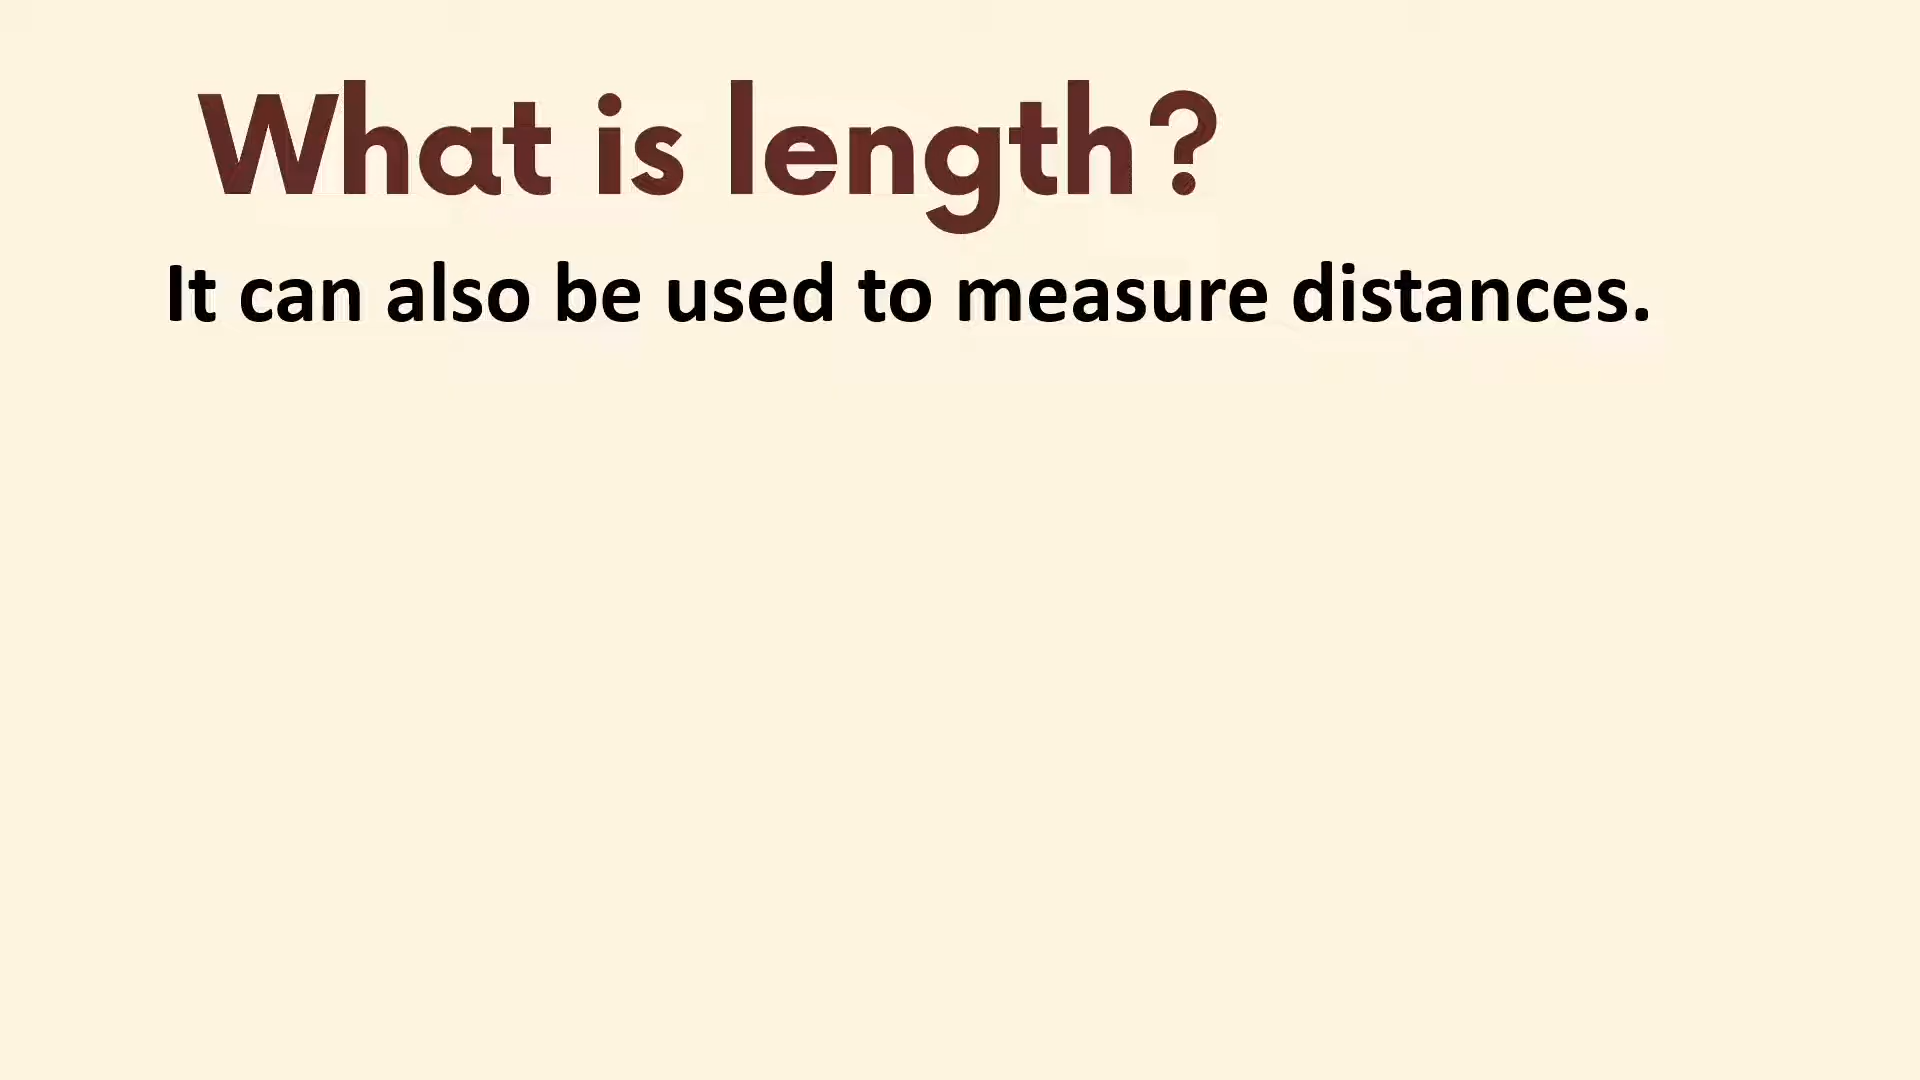 What is length?
It can also be used to measure distances.